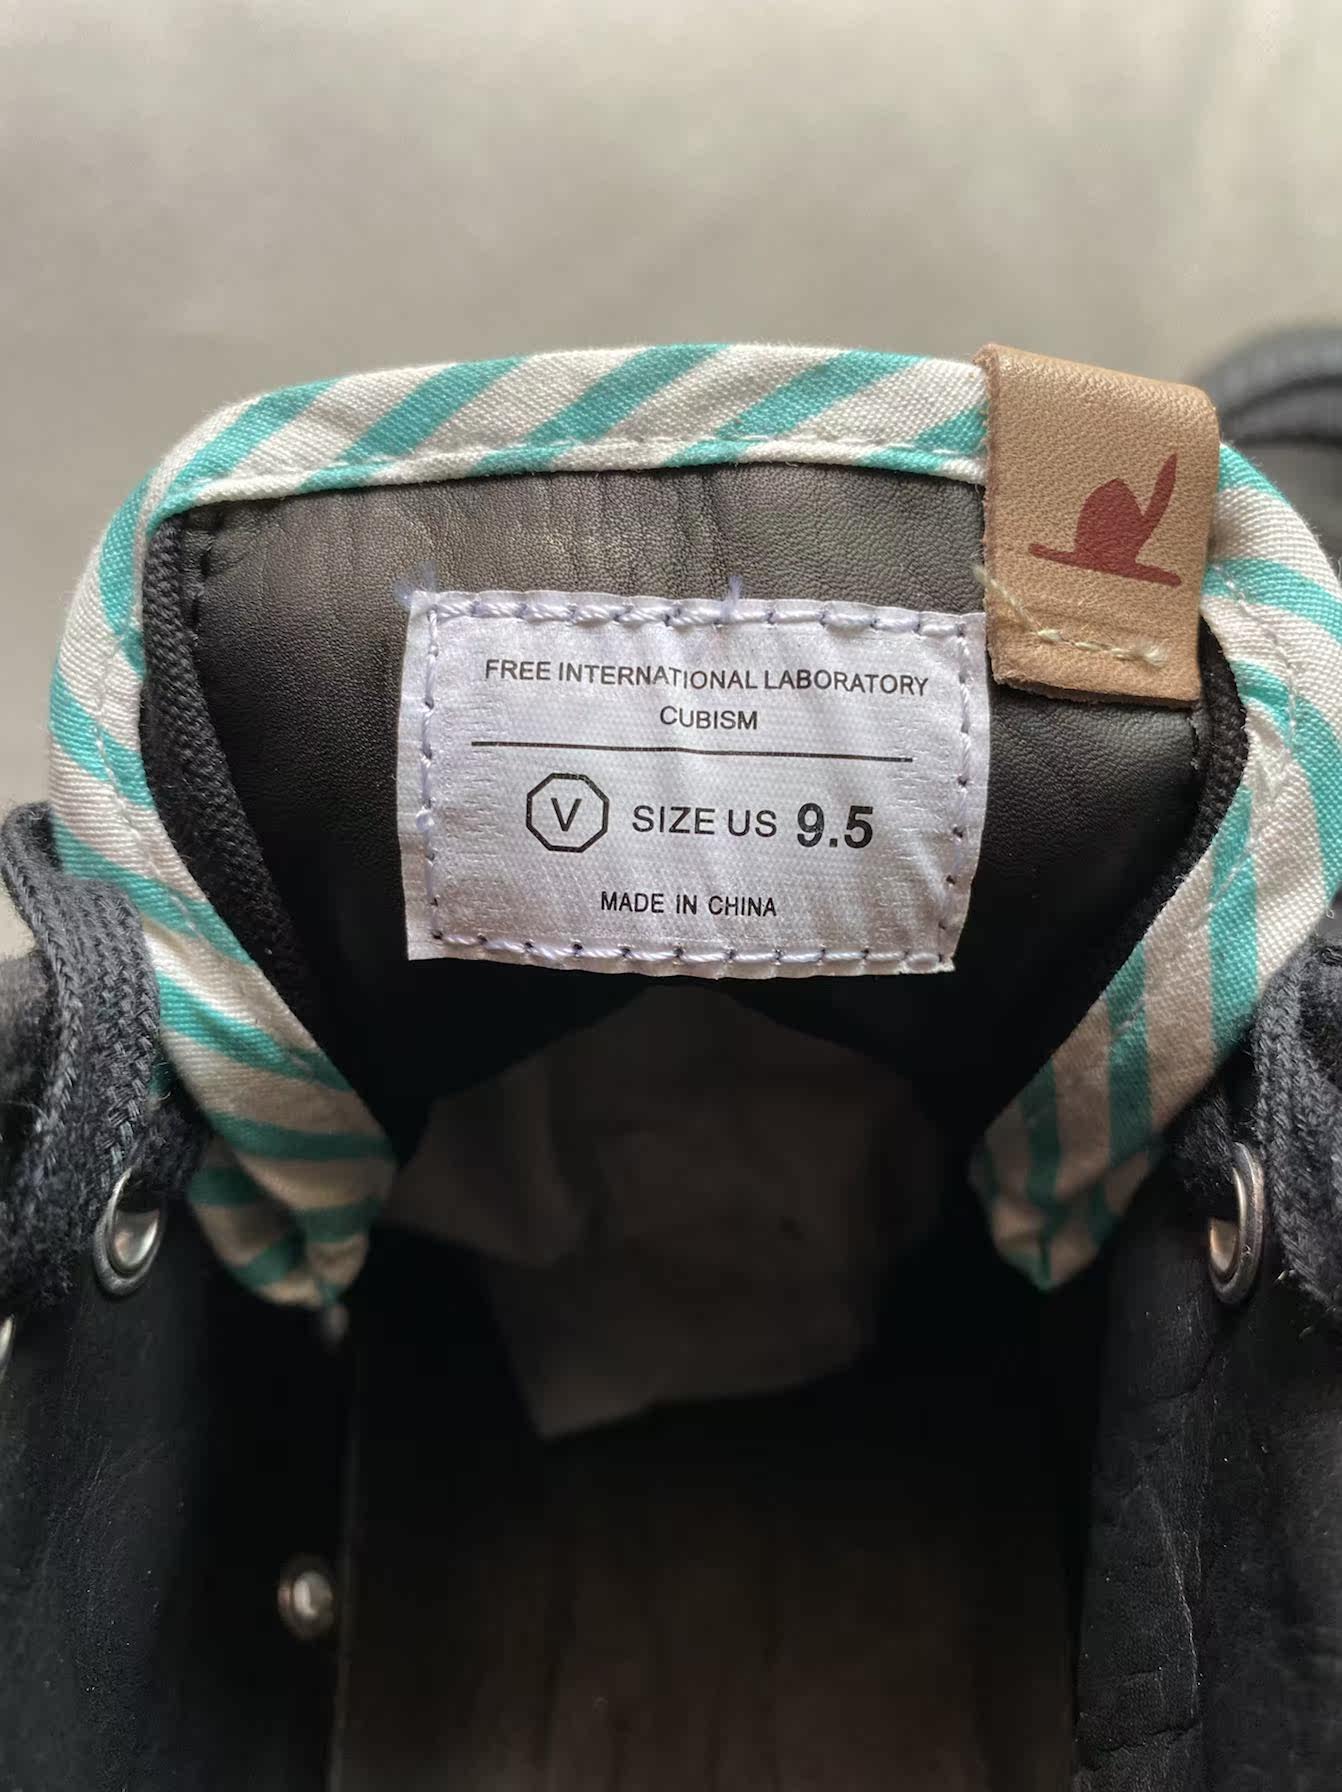 FREE INTERNATIONAL LABORATORY
CUBISM
V SIZE US 9.5
MADE IN CHINA